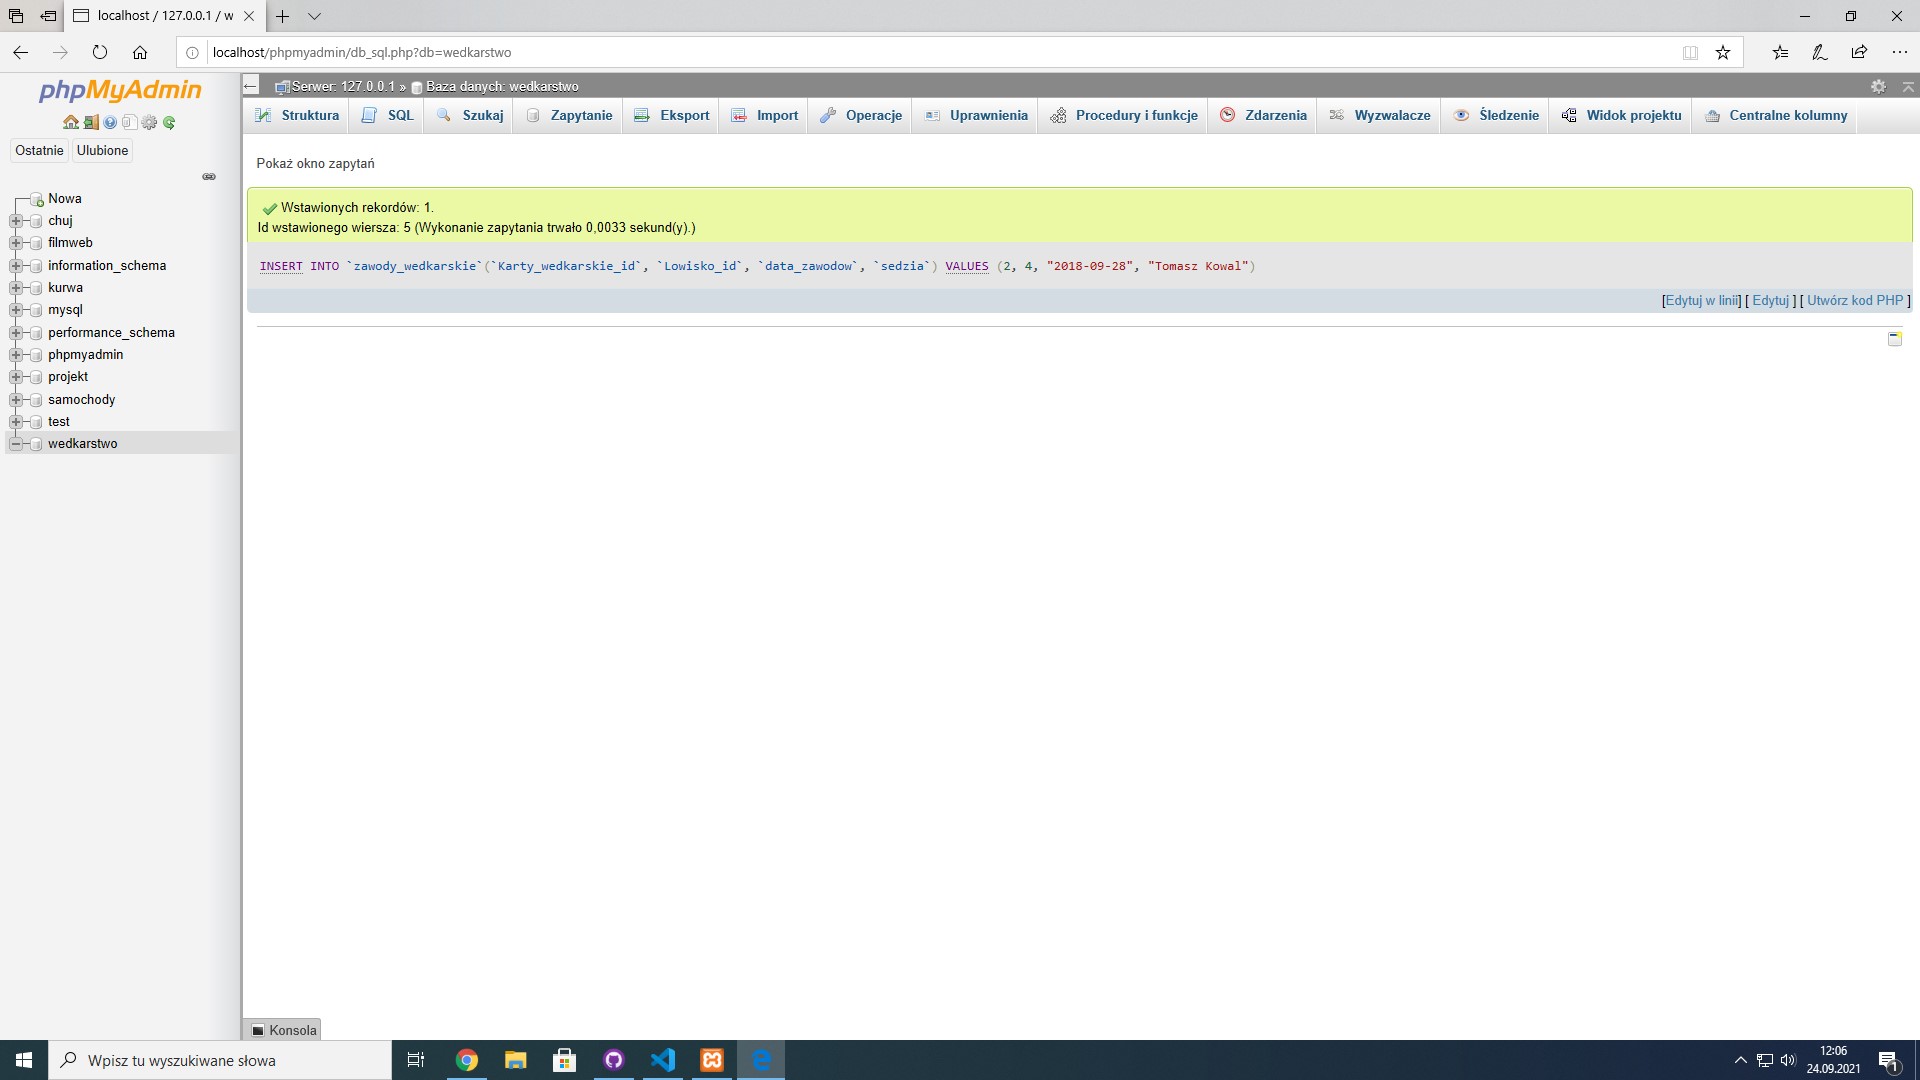 localhost / 127.0.0.1 / w
localhost/phpmyadmin/db_sql.php?db=wedkarstwo
phpMyAdmin
Ostatnie
Ulubione
Nowa
chuj
filmweb
information_schema
kurwa
mysql
performance_schema
phpmyadmin
projekt
samochody
test
wedkarstwo
Serwer: 127.0.0.1 » Baza danych: wedkarstwo
Struktura
SQL
Szukaj
Zapytanie
Eksport
Import
Operacje
Uprawnienia
Procedury i funkcje
Zdarzenia
Wyzwalacze
Śledzenie
Widok projektu
Centralne kolumny
Pokaż okno zapytań
Wstawionych rekordów: 1.
Id wstawionego wiersza: 5 (Wykonanie zapytania trwało 0,0033 sekund(y).)
INSERT INTO `zawody_wedkarskie`(`Karty_wedkarskie_id`, `Lowisko_id`, `data_zawodow`, `sedzia`) VALUES (2, 4, "2018-09-28", "Tomasz Kowal")
[Edytuj w linii] [ Edytuj ] [ Utwórz kod PHP ]
Konsola
Wpisz tu wyszukiwane słowa
12:06
24.09.2021
1